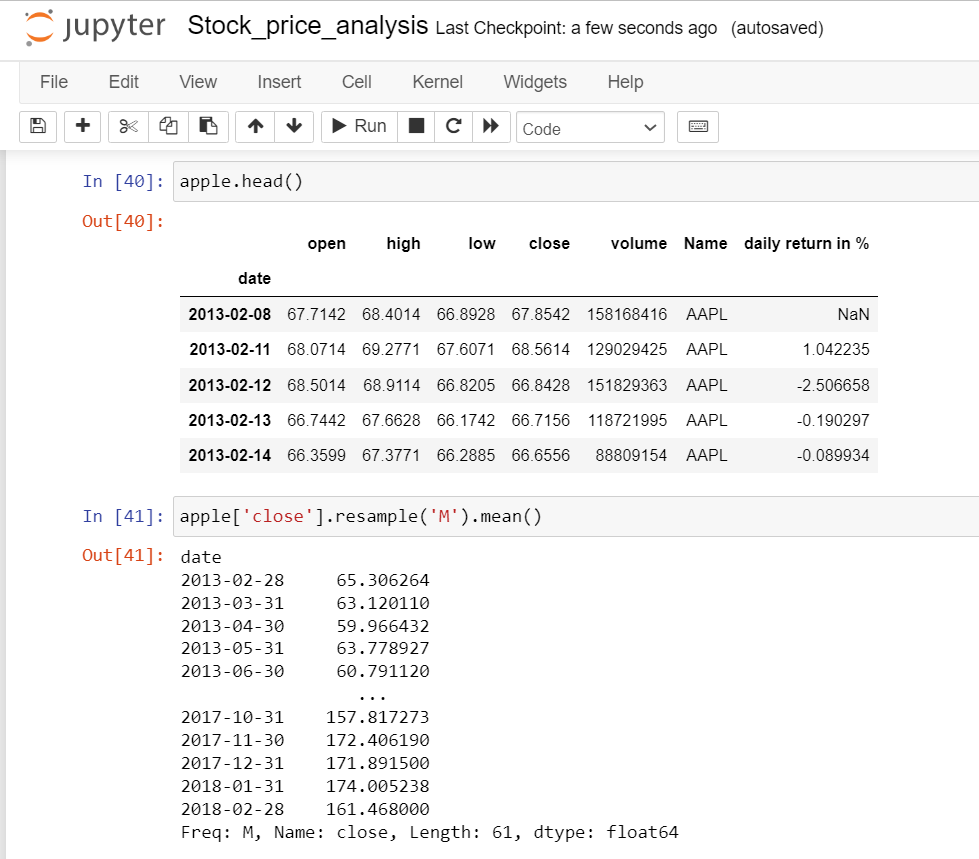 jupyter Stock_price_analysis Last Checkpoint: a few seconds ago (autosaved)
File Edit View Insert Cell Kernel Widgets Help
Run Code
In [40]: apple.head()
Out[40]:
open high low close volume Name daily return in %
date
2013-02-08 67.7142 68.4014 66.8928 67.8542 158168416 AAPL NaN
2013-02-11 68.0714 69.2771 67.6071 68.5614 129029425 AAPL 1.042235
2013-02-12 68.5014 68.9114 66.8205 66.8428 151829363 AAPL -2.506658
2013-02-13 66.7442 67.6628 66.1742 66.7156 118721995 AAPL -0.190297
2013-02-14 66.3599 67.3771 66.2885 66.6556 88809154 AAPL -0.089934
In [41]: apple['close'].resample('M').mean()
Out[41]: date
2013-02-28 65.306264
2013-03-31 63.120110
2013-04-30 59.966432
2013-05-31 63.778927
2013-06-30 60.791120
...
2017-10-31 157.817273
2017-11-30 172.406190
2017-12-31 171.891500
2018-01-31 174.005238
2018-02-28 161.468000
Freq: M, Name: close, Length: 61, dtype: float64